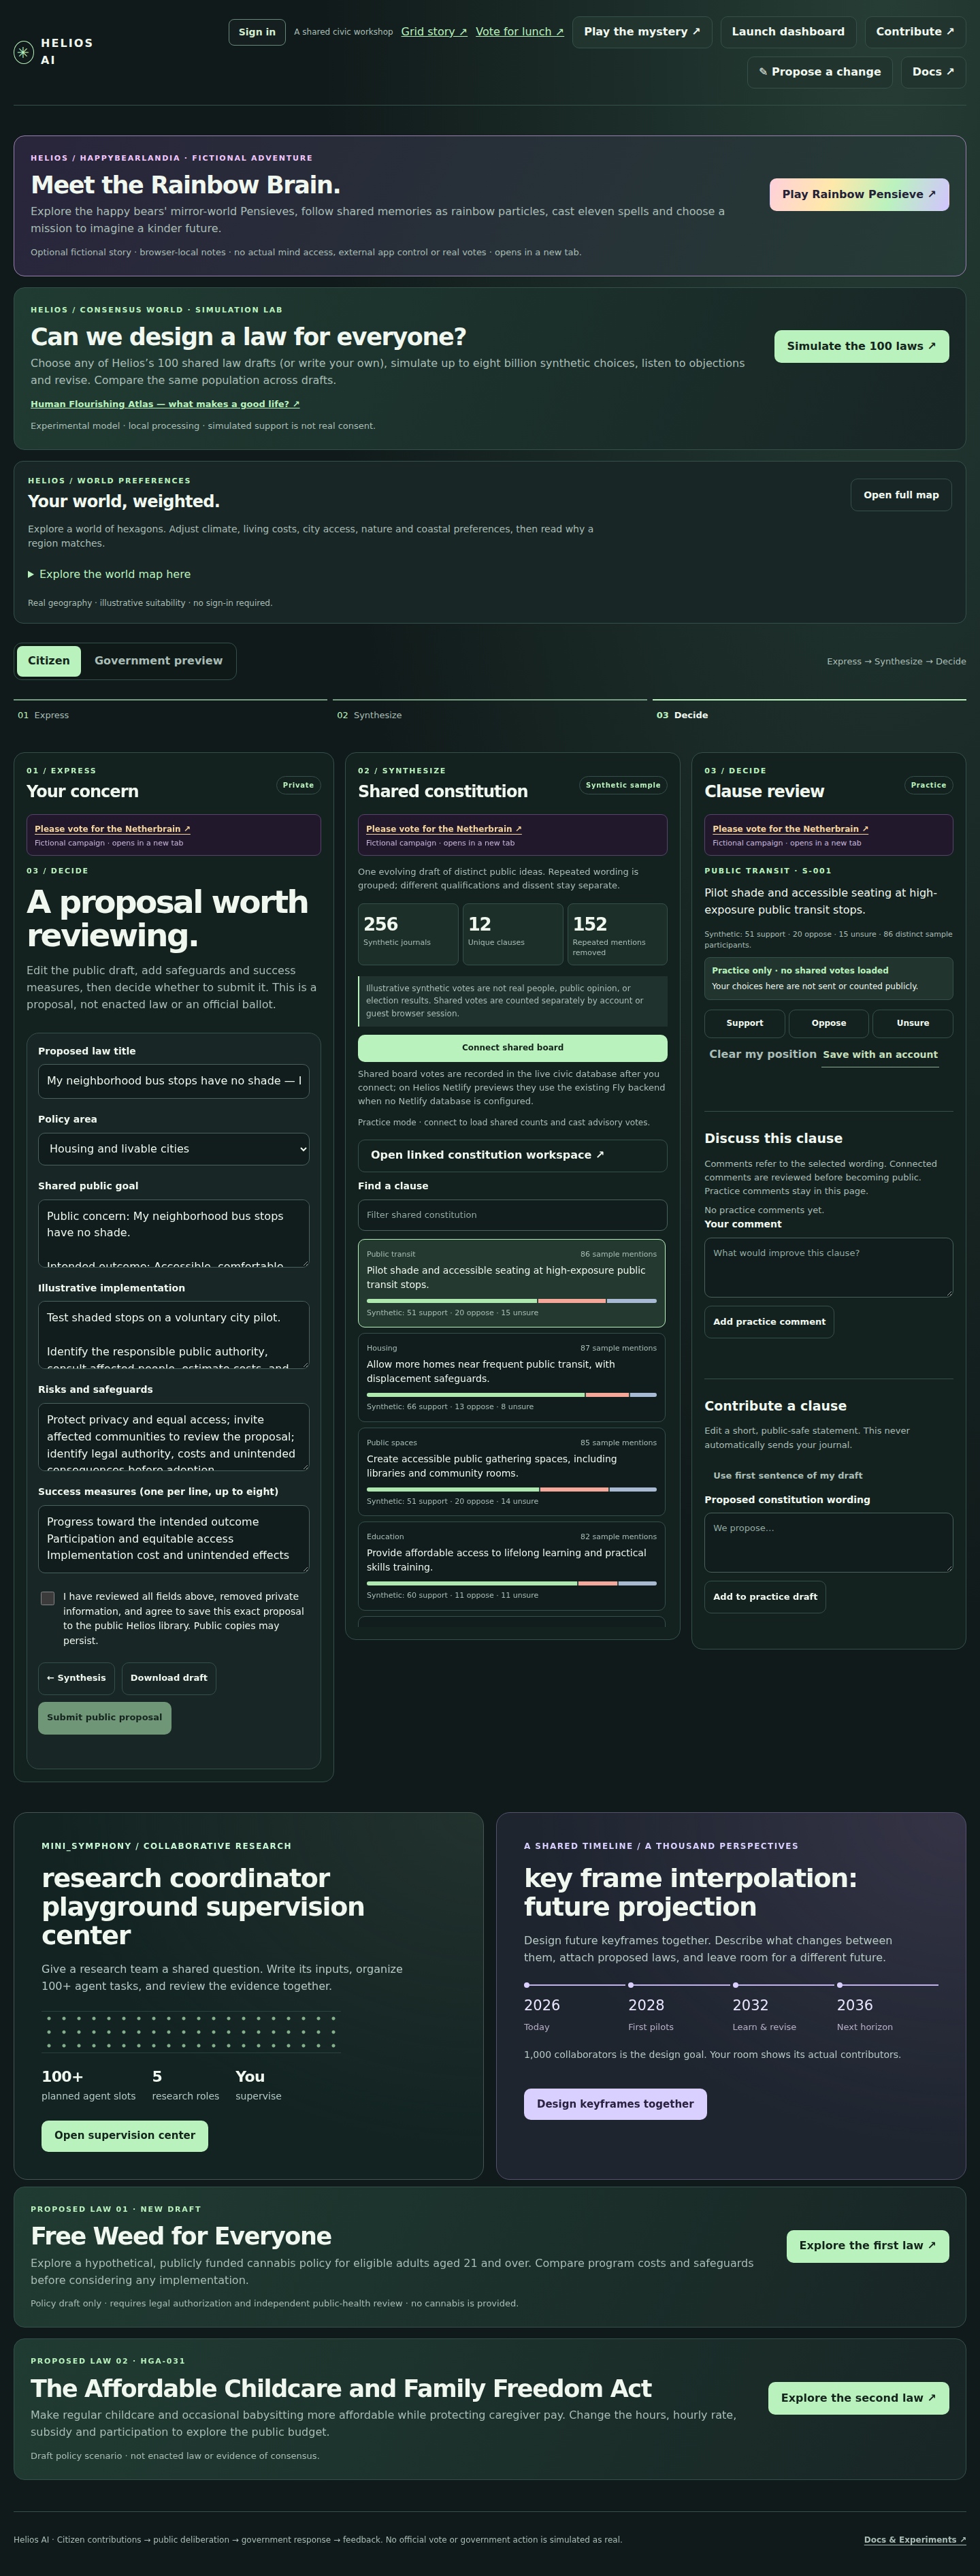 HELIOS
AI
Sign in
A shared civic workshop
Grid story ↗
Vote for lunch ↗
Play the mystery ↗
Launch dashboard
Contribute ↗
✎ Propose a change
Docs ↗
HELIOS / HAPPYBEARLANDIA · FICTIONAL ADVENTURE
Meet the Rainbow Brain.
Explore the happy bears' mirror-world Pensieves, follow shared memories as rainbow particles, cast eleven spells and choose a
mission to imagine a kinder future.
Optional fictional story · browser-local notes · no actual mind access, external app control or real votes · opens in a new tab.
Play Rainbow Pensieve ↗
HELIOS / CONSENSUS WORLD · SIMULATION LAB
Can we design a law for everyone?
Choose any of Helios’s 100 shared law drafts (or write your own), simulate up to eight billion synthetic choices, listen to objections
and revise. Compare the same population across drafts.
Human Flourishing Atlas — what makes a good life? ↗
Experimental model · local processing · simulated support is not real consent.
Simulate the 100 laws ↗
HELIOS / WORLD PREFERENCES
Your world, weighted.
Explore a world of hexagons. Adjust climate, living costs, city access, nature and coastal preferences, then read why a
region matches.
▶ Explore the world map here
Real geography · illustrative suitability · no sign-in required.
Open full map
Citizen
Government preview
Express → Synthesize → Decide
01 Express
02 Synthesize
03 Decide
01 / EXPRESS
Your concern
Private
Please vote for the Netherbrain ↗
Fictional campaign · opens in a new tab
03 / DECIDE
A proposal worth
reviewing.
Edit the public draft, add safeguards and success
measures, then decide whether to submit it. This is a
proposal, not enacted law or an official ballot.
Proposed law title
My neighborhood bus stops have no shade — I
Policy area
Housing and livable cities
Shared public goal
Public concern: My neighborhood bus stops
have no shade.
Intended outcome: Accessible, comfortable
Illustrative implementation
Test shaded stops on a voluntary city pilot.
Identify the responsible public authority,
consult affected people, estimate costs, and
Risks and safeguards
Protect privacy and equal access; invite
affected communities to review the proposal;
identify legal authority, costs and unintended
consequences before adoption.
Success measures (one per line, up to eight)
Progress toward the intended outcome
Participation and equitable access
Implementation cost and unintended effects
I have reviewed all fields above, removed private
information, and agree to save this exact proposal
to the public Helios library. Public copies may
persist.
← Synthesis
Download draft
Submit public proposal
02 / SYNTHESIZE
Shared constitution
Synthetic sample
Please vote for the Netherbrain ↗
Fictional campaign · opens in a new tab
One evolving draft of distinct public ideas. Repeated wording is
grouped; different qualifications and dissent stay separate.
256
Synthetic journals
12
Unique clauses
152
Repeated mentions
removed
Illustrative synthetic votes are not real people, public opinion, or
election results. Shared votes are counted separately by account or
guest browser session.
Connect shared board
Shared board votes are recorded in the live civic database after you
connect; on Helios Netlify previews they use the existing Fly backend
when no Netlify database is configured.
Practice mode · connect to load shared counts and cast advisory votes.
Open linked constitution workspace ↗
Find a clause
Filter shared constitution
Public transit
86 sample mentions
Pilot shade and accessible seating at high-exposure public
transit stops.
Synthetic: 51 support · 20 oppose · 15 unsure
Housing
87 sample mentions
Allow more homes near frequent public transit, with
displacement safeguards.
Synthetic: 66 support · 13 oppose · 8 unsure
Public spaces
85 sample mentions
Create accessible public gathering spaces, including
libraries and community rooms.
Synthetic: 51 support · 20 oppose · 14 unsure
Education
82 sample mentions
Provide affordable access to lifelong learning and practical
skills training.
Synthetic: 60 support · 11 oppose · 11 unsure
03 / DECIDE
Clause review
Practice
Please vote for the Netherbrain ↗
Fictional campaign · opens in a new tab
PUBLIC TRANSIT · S-001
Pilot shade and accessible seating at high-
exposure public transit stops.
Synthetic: 51 support · 20 oppose · 15 unsure · 86 distinct sample
participants.
Practice only · no shared votes loaded
Your choices here are not sent or counted publicly.
Support
Oppose
Unsure
Clear my position
Save with an account
Discuss this clause
Comments refer to the selected wording. Connected
comments are reviewed before becoming public.
Practice comments stay in this page.
No practice comments yet.
Your comment
What would improve this clause?
Add practice comment
Contribute a clause
Edit a short, public-safe statement. This never
automatically sends your journal.
Use first sentence of my draft
Proposed constitution wording
We propose...
Add to practice draft
MINI_SYMPHONY / COLLABORATIVE RESEARCH
research coordinator
playground supervision
center
Give a research team a shared question. Write its inputs, organize
100+ agent tasks, and review the evidence together.
100+
planned agent slots
5
research roles
You
supervise
Open supervision center
A SHARED TIMELINE / A THOUSAND PERSPECTIVES
key frame interpolation:
future projection
Design future keyframes together. Describe what changes between
them, attach proposed laws, and leave room for a different future.
2026
Today
2028
First pilots
2032
Learn & revise
2036
Next horizon
1,000 collaborators is the design goal. Your room shows its actual contributors.
Design keyframes together
PROPOSED LAW 01 · NEW DRAFT
Free Weed for Everyone
Explore a hypothetical, publicly funded cannabis policy for eligible adults aged 21 and over. Compare program costs and safeguards
before considering any implementation.
Policy draft only · requires legal authorization and independent public-health review · no cannabis is provided.
Explore the first law ↗
PROPOSED LAW 02 · HGA-031
The Affordable Childcare and Family Freedom Act
Make regular childcare and occasional babysitting more affordable while protecting caregiver pay. Change the hours, hourly rate,
subsidy and participation to explore the public budget.
Draft policy scenario · not enacted law or evidence of consensus.
Explore the second law ↗
Helios AI · Citizen contributions → public deliberation → government response → feedback. No official vote or government action is simulated as real.
Docs & Experiments ↗